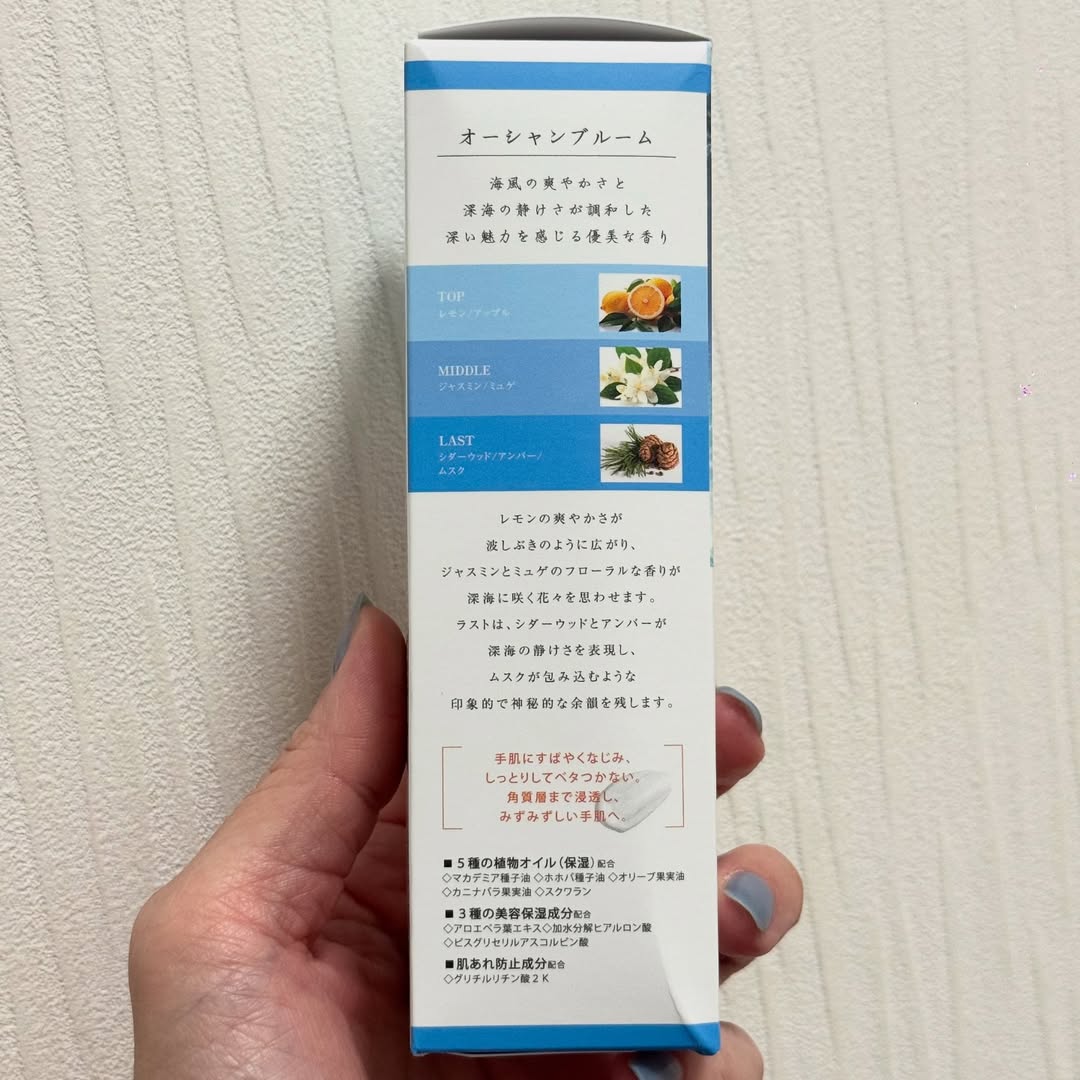 オーシャンブルーム
海風の爽やかさと
深海の静けさが調和した
深い魅力を感じる優美な香り
TOP
レモン/アップル
MIDDLE
ジャスミン/ミュゲ
LAST
シダーウッド/アンバー/
ムスク
レモンの爽やかさが
波しぶきのように広がり、
ジャスミンとミュゲのフローラルな香りが
深海に咲く花々を思わせます。
ラストは、シダーウッドとアンバーが
深海の静けさを表現し、
ムスクが包み込むような
印象的で神秘的な余韻を残します。
手肌にすばやくなじみ、
しっとりしてベタつかない。
角質層まで浸透し、
みずみずしい手肌へ。
■5種の植物オイル(保湿)配合
◇マカデミア種子油 ◇ホホバ種子油 ◇オリーブ果実油
◇カニナバラ果実油 ◇スクワラン
■3種の美容保湿成分配合
◇アロエベラ葉エキス◇加水分解ヒアルロン酸
◇ビスグリセリルアスコルビン酸
■肌あれ防止成分配合
◇グリチルリチン酸2K